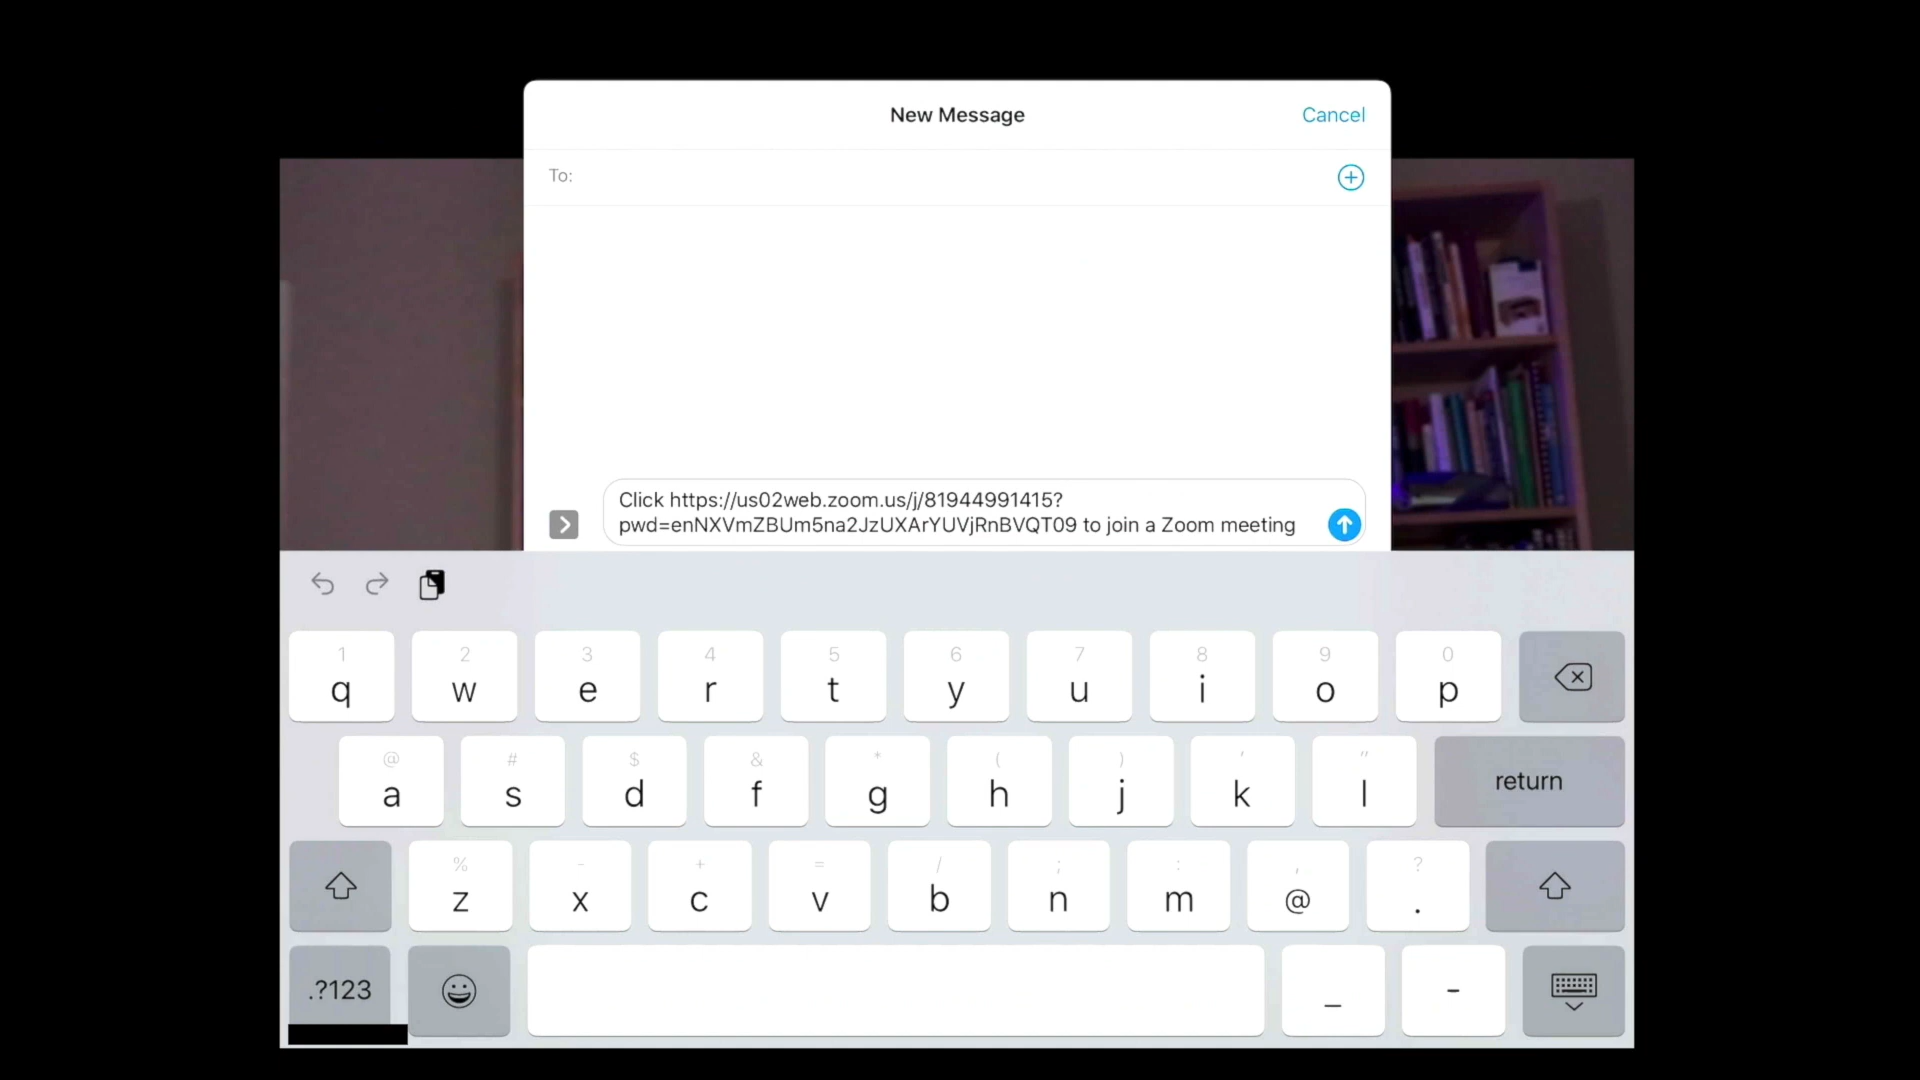 New Message
Cancel
To:
Click https://us02web.zoom.us/j/81944991415?
pwd=enNXVmZBUm5na2JzUXArYUVjRnBVQT09 to join a Zoom meeting
1 2 3 4 5 6 7 8 9 0
q w e r t y u i o p
@ # $ & * ( ) ' "
a s d f g h j k l return
% - + = / ; : , ?
z x c v b n m @ .
.?123 _ -